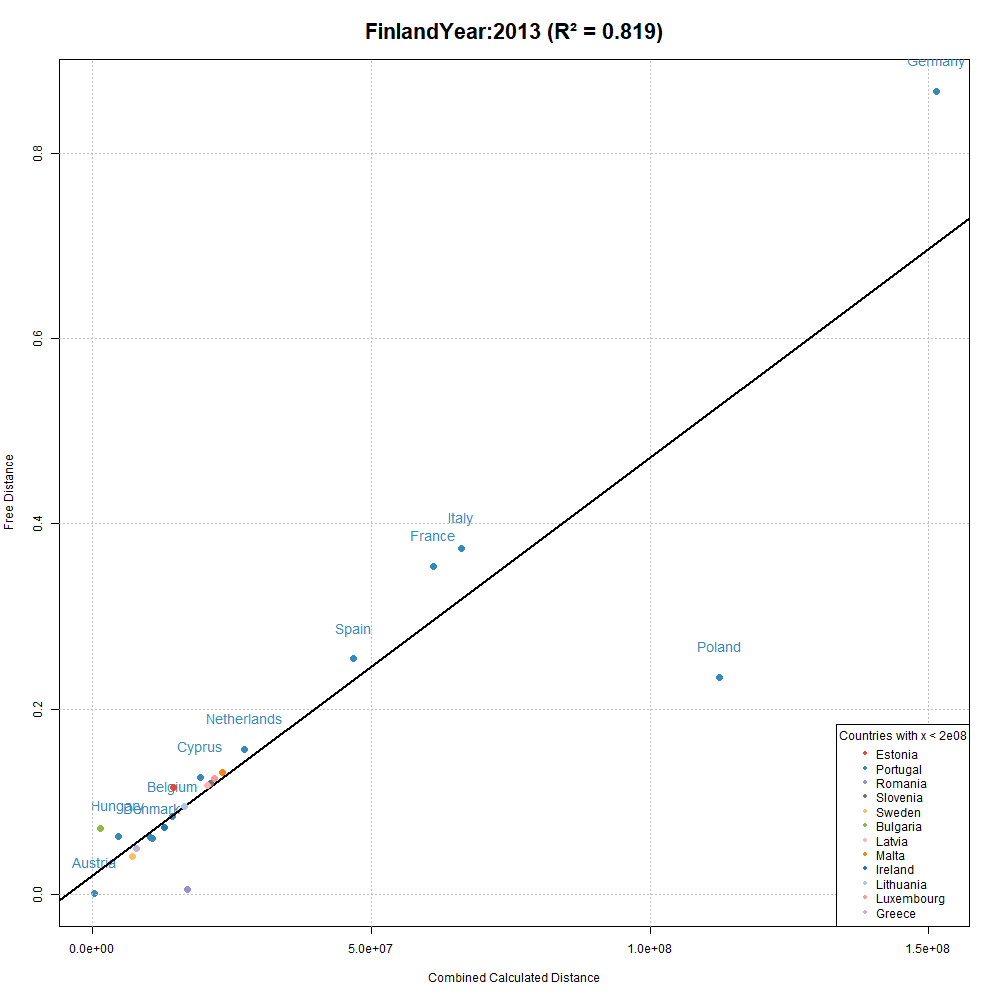 FinlandYear:2013 (R² = 0.819)
Germany
0.8
0.6
Free Distance
0.4
Italy
France
Spain
Poland
0.2
Netherlands
Cyprus
Belgium
Hungary
Denmark
Austria
0.0
Countries with x < 2e08
Estonia
Portugal
Romania
Slovenia
Sweden
Bulgaria
Latvia
Malta
Ireland
Lithuania
Luxembourg
Greece
0.0e+00 5.0e+07 1.0e+08 1.5e+08
Combined Calculated Distance